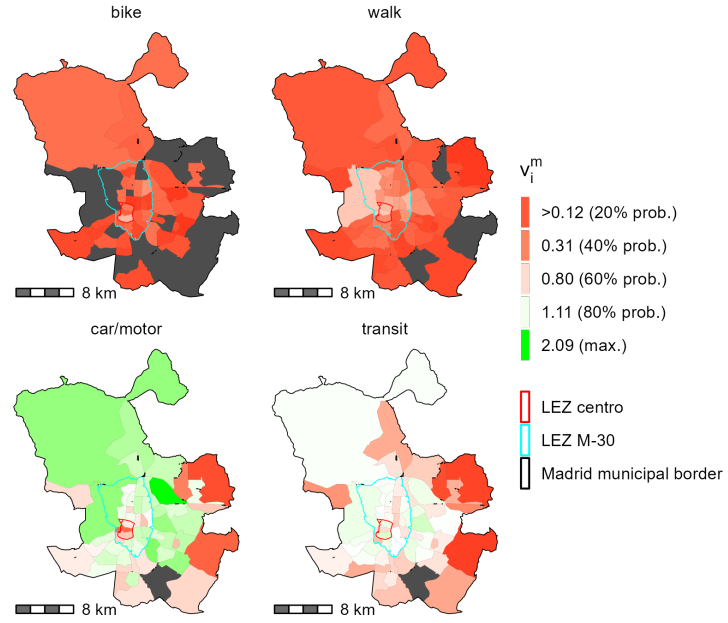 bike
walk
8 km
8 km
v_i^m
>0.12 (20% prob.)
0.31 (40% prob.)
0.80 (60% prob.)
1.11 (80% prob.)
2.09 (max.)
car/motor
transit
LEZ centro
LEZ M-30
Madrid municipal border
8 km
8 km